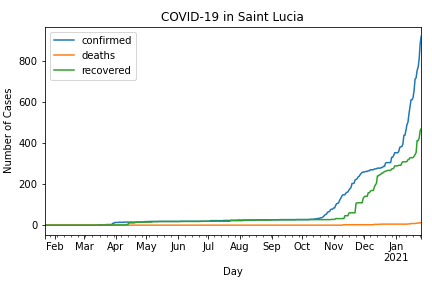 COVID-19 in Saint Lucia
confirmed
deaths
recovered
Number of Cases
800
600
400
200
0
Feb Mar Apr May Jun Jul Aug Sep Oct Nov Dec Jan
2021
Day